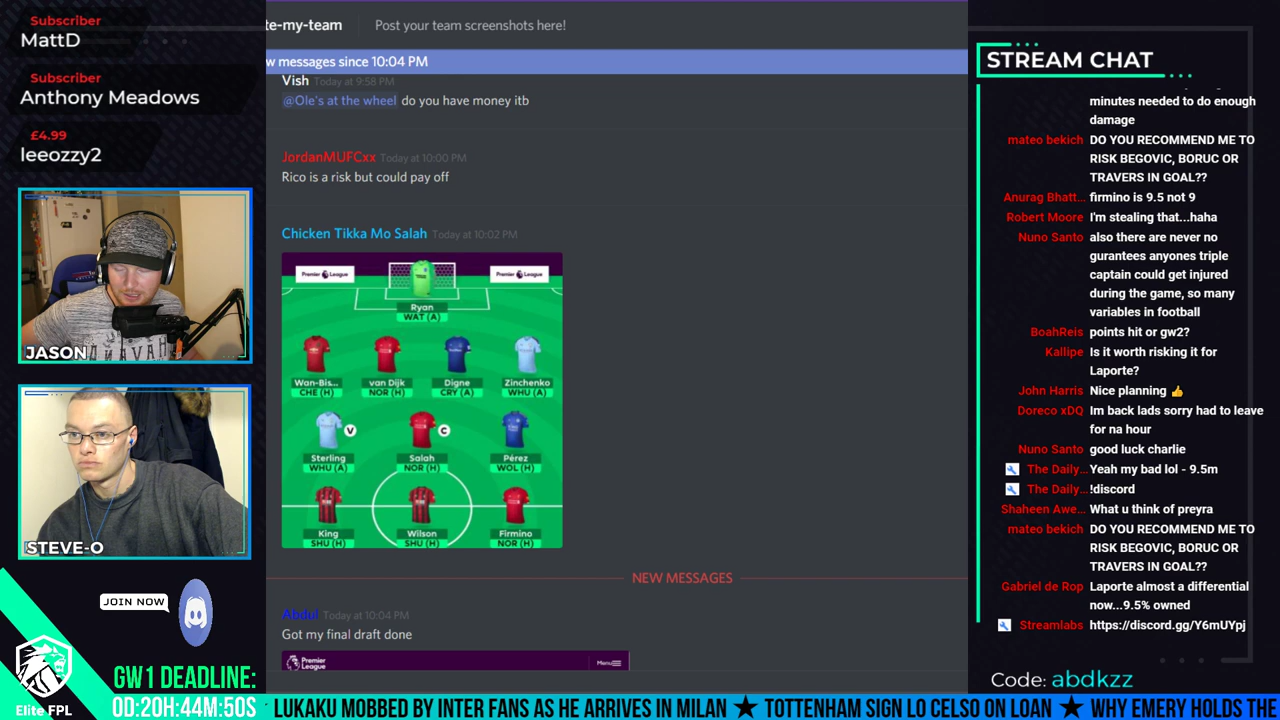 Subscriber
MattD
Subscriber
Anthony Meadows
£4.99
leeozzy2
JASON
STEVE-O
JOIN NOW
Elite FPL
GW1 DEADLINE:
0D:20H:44M:50S
te-my-team
Post your team screenshots here!
w messages since 10:04 PM
Vish Today at 9:58 PM
@Ole's at the wheel do you have money itb
JordanMUFCxx Today at 10:00 PM
Rico is a risk but could pay off
Chicken Tikka Mo Salah Today at 10:02 PM
Premier League
Premier League
Ryan
WAT (A)
Wan-Bis... van Dijk Digne Zinchenko
CHE (H) NOR (H) CRY (A) WHU (A)
V C
Sterling Salah Pérez
WHU (A) NOR (H) WOL (H)
King Wilson Firmino
SHU (H) SHU (H) NOR (H)
NEW MESSAGES
Abdul Today at 10:04 PM
Got my final draft done
Premier League
Menu
STREAM CHAT
minutes needed to do enough
damage
mateo bekich DO YOU RECOMMEND ME TO
RISK BEGOVIC, BORUC OR
TRAVERS IN GOAL??
Anurag Bhatt... firmino is 9.5 not 9
Robert Moore I'm stealing that...haha
Nuno Santo also there are never no
gurantees anyones triple
captain could get injured
during the game, so many
variables in football
BoahReis points hit or gw2?
Kallipe Is it worth risking it for
Laporte?
John Harris Nice planning 👍
Doreco xDQ Im back lads sorry had to leave
for na hour
Nuno Santo good luck charlie
The Daily... Yeah my bad lol - 9.5m
The Daily... !discord
Shaheen Awe... What u think of preyra
mateo bekich DO YOU RECOMMEND ME TO
RISK BEGOVIC, BORUC OR
TRAVERS IN GOAL??
Gabriel de Rop Laporte almost a differential
now...9.5% owned
Streamlabs https://discord.gg/Y6mUYpj
Code: abdkzz
LUKAKU MOBBED BY INTER FANS AS HE ARRIVES IN MILAN ★ TOTTENHAM SIGN LO CELSO ON LOAN ★ WHY EMERY HOLDS THE